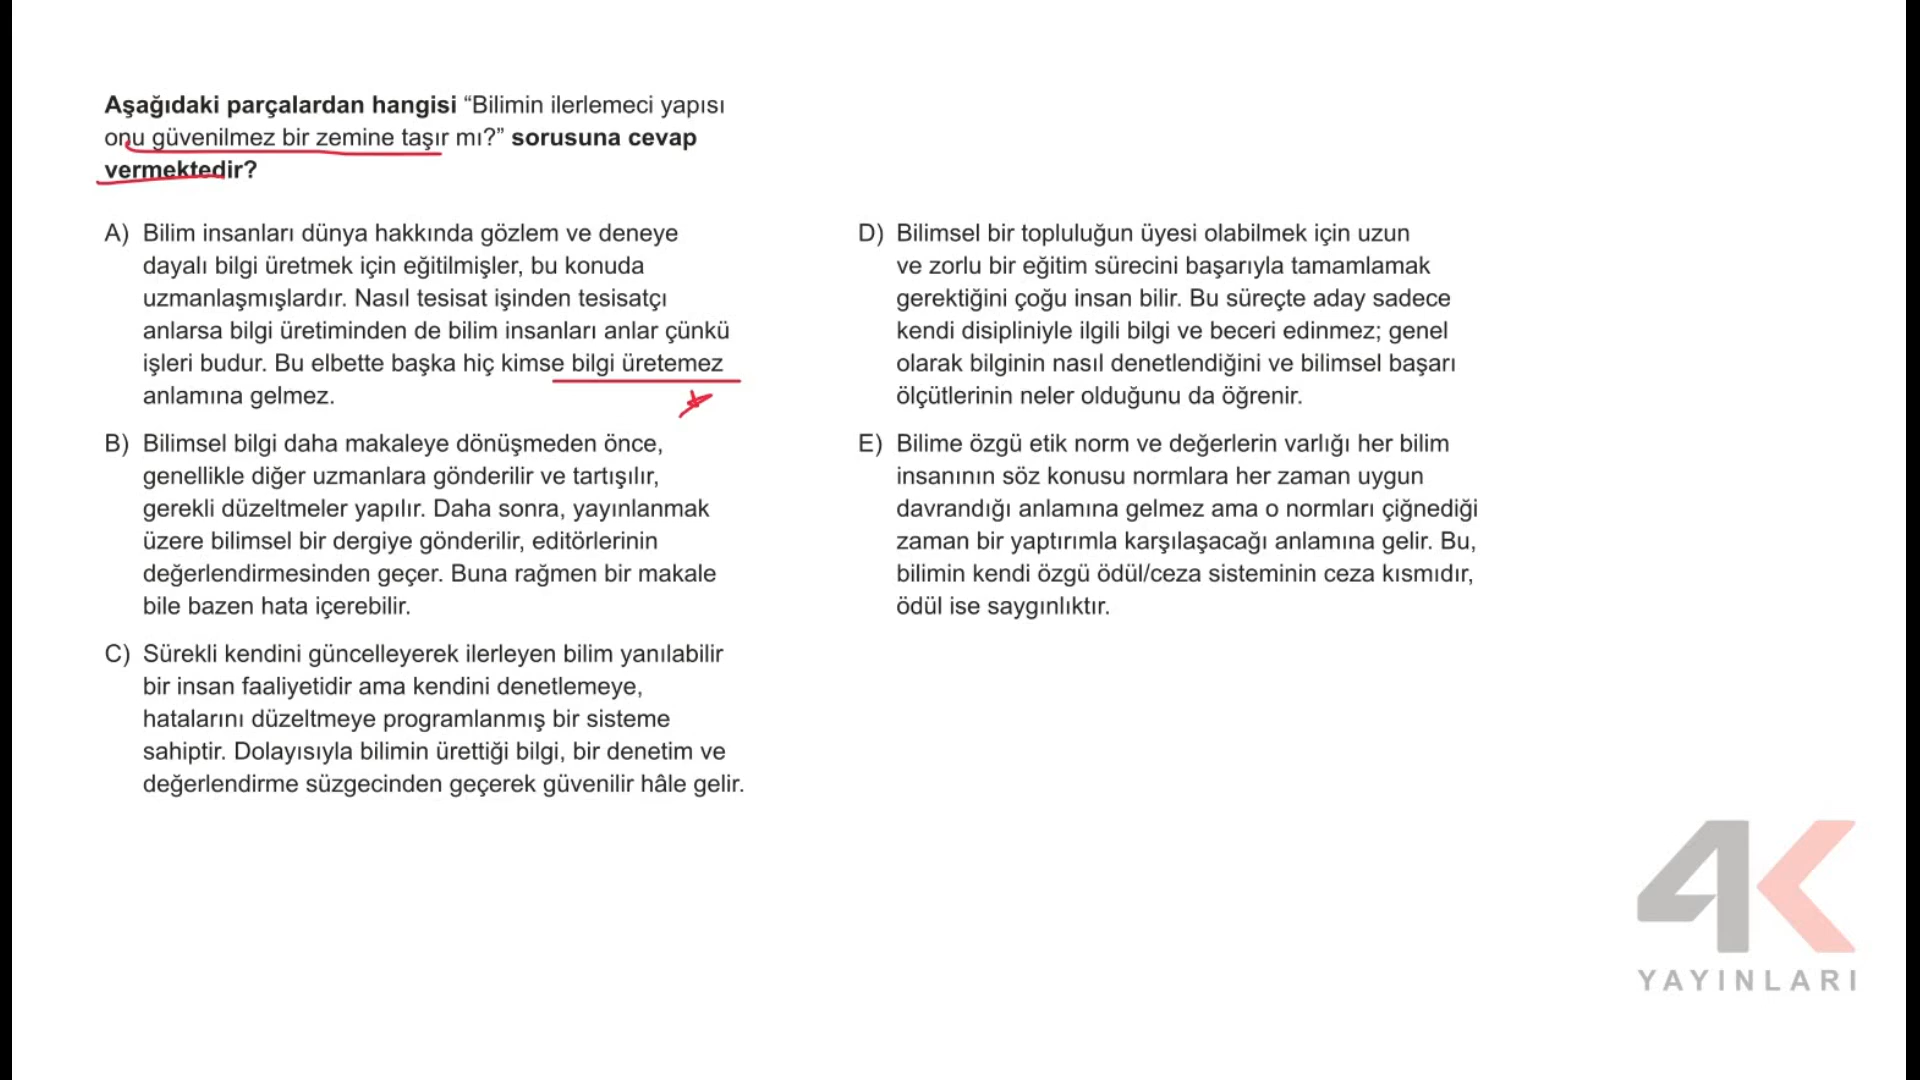 Aşağıdaki parçalardan hangisi “Bilimin ilerlemeci yapısı
onu güvenilmez bir zemine taşır mı?” sorusuna cevap
vermektedir?
A) Bilim insanları dünya hakkında gözlem ve deneye
dayalı bilgi üretmek için eğitilmişler, bu konuda
uzmanlaşmışlardır. Nasıl tesisat işinden tesisatçı
anlarsa bilgi üretiminden de bilim insanları anlar çünkü
işleri budur. Bu elbette başka hiç kimse bilgi üretemez
anlamına gelmez.
B) Bilimsel bilgi daha makaleye dönüşmeden önce,
genellikle diğer uzmanlara gönderilir ve tartışılır,
gerekli düzeltmeler yapılır. Daha sonra, yayınlanmak
üzere bilimsel bir dergiye gönderilir, editörlerinin
değerlendirmesinden geçer. Buna rağmen bir makale
bile bazen hata içerebilir.
C) Sürekli kendini güncelleyerek ilerleyen bilim yanılabilir
bir insan faaliyetidir ama kendini denetlemeye,
hatalarını düzeltmeye programlanmış bir sisteme
sahiptir. Dolayısıyla bilimin ürettiği bilgi, bir denetim ve
değerlendirme süzgecinden geçerek güvenilir hâle gelir.
D) Bilimsel bir topluluğun üyesi olabilmek için uzun
ve zorlu bir eğitim sürecini başarıyla tamamlamak
gerektiğini çoğu insan bilir. Bu süreçte aday sadece
kendi disipliniyle ilgili bilgi ve beceri edinmez; genel
olarak bilginin nasıl denetlendiğini ve bilimsel başarı
ölçütlerinin neler olduğunu da öğrenir.
E) Bilime özgü etik norm ve değerlerin varlığı her bilim
insanının söz konusu normlara her zaman uygun
davrandığı anlamına gelmez ama o normları çiğnediği
zaman bir yaptırımla karşılaşacağı anlamına gelir. Bu,
bilimin kendi özgü ödül/ceza sisteminin ceza kısmıdır,
ödül ise saygınlıktır.
4K
YAYINLARI